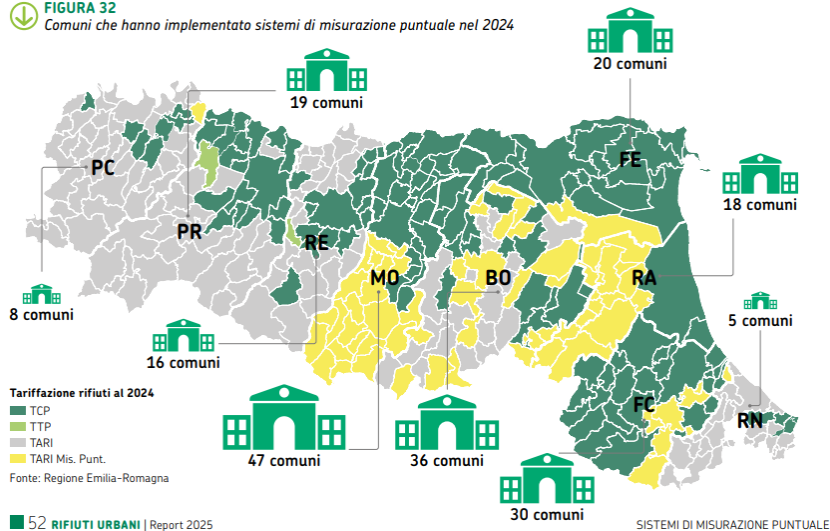 FIGURA 32
Comuni che hanno implementato sistemi di misurazione puntuale nel 2024
20 comuni
19 comuni
PC
FE
18 comuni
PR
RE
MO
BO
RA
8 comuni
5 comuni
16 comuni
Tariffazione rifiuti al 2024
TCP
TTP
TARI
TARI Mis. Punt.
Fonte: Regione Emilia-Romagna
FC
RN
47 comuni
36 comuni
30 comuni
52 RIFIUTI URBANI | Report 2025
SISTEMI DI MISURAZIONE PUNTUALE